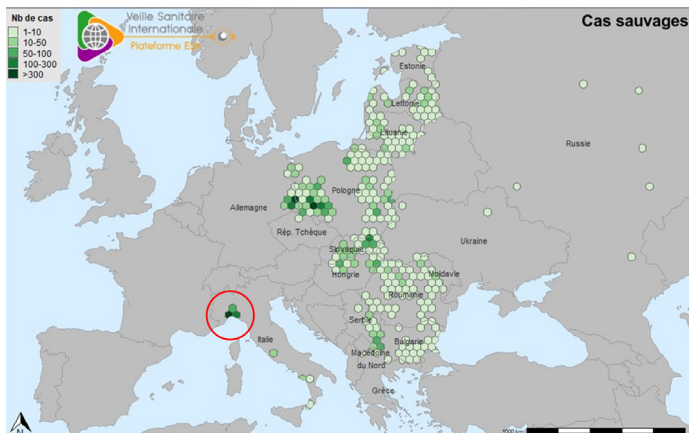 Nb de cas
1-10
10-50
50-100
100-300
>300
Veille Sanitaire
Internationale
Plateforme ESA
Cas sauvages
Estonie
Lettonie
Lituanie
Russie
Pologne
Allemagne
Rép. Tchèque
Ukraine
Slovaquie
Hongrie
Moldavie
Roumanie
Serbie
Italie
Bulgarie
Macédoine
du Nord
Grèce
N